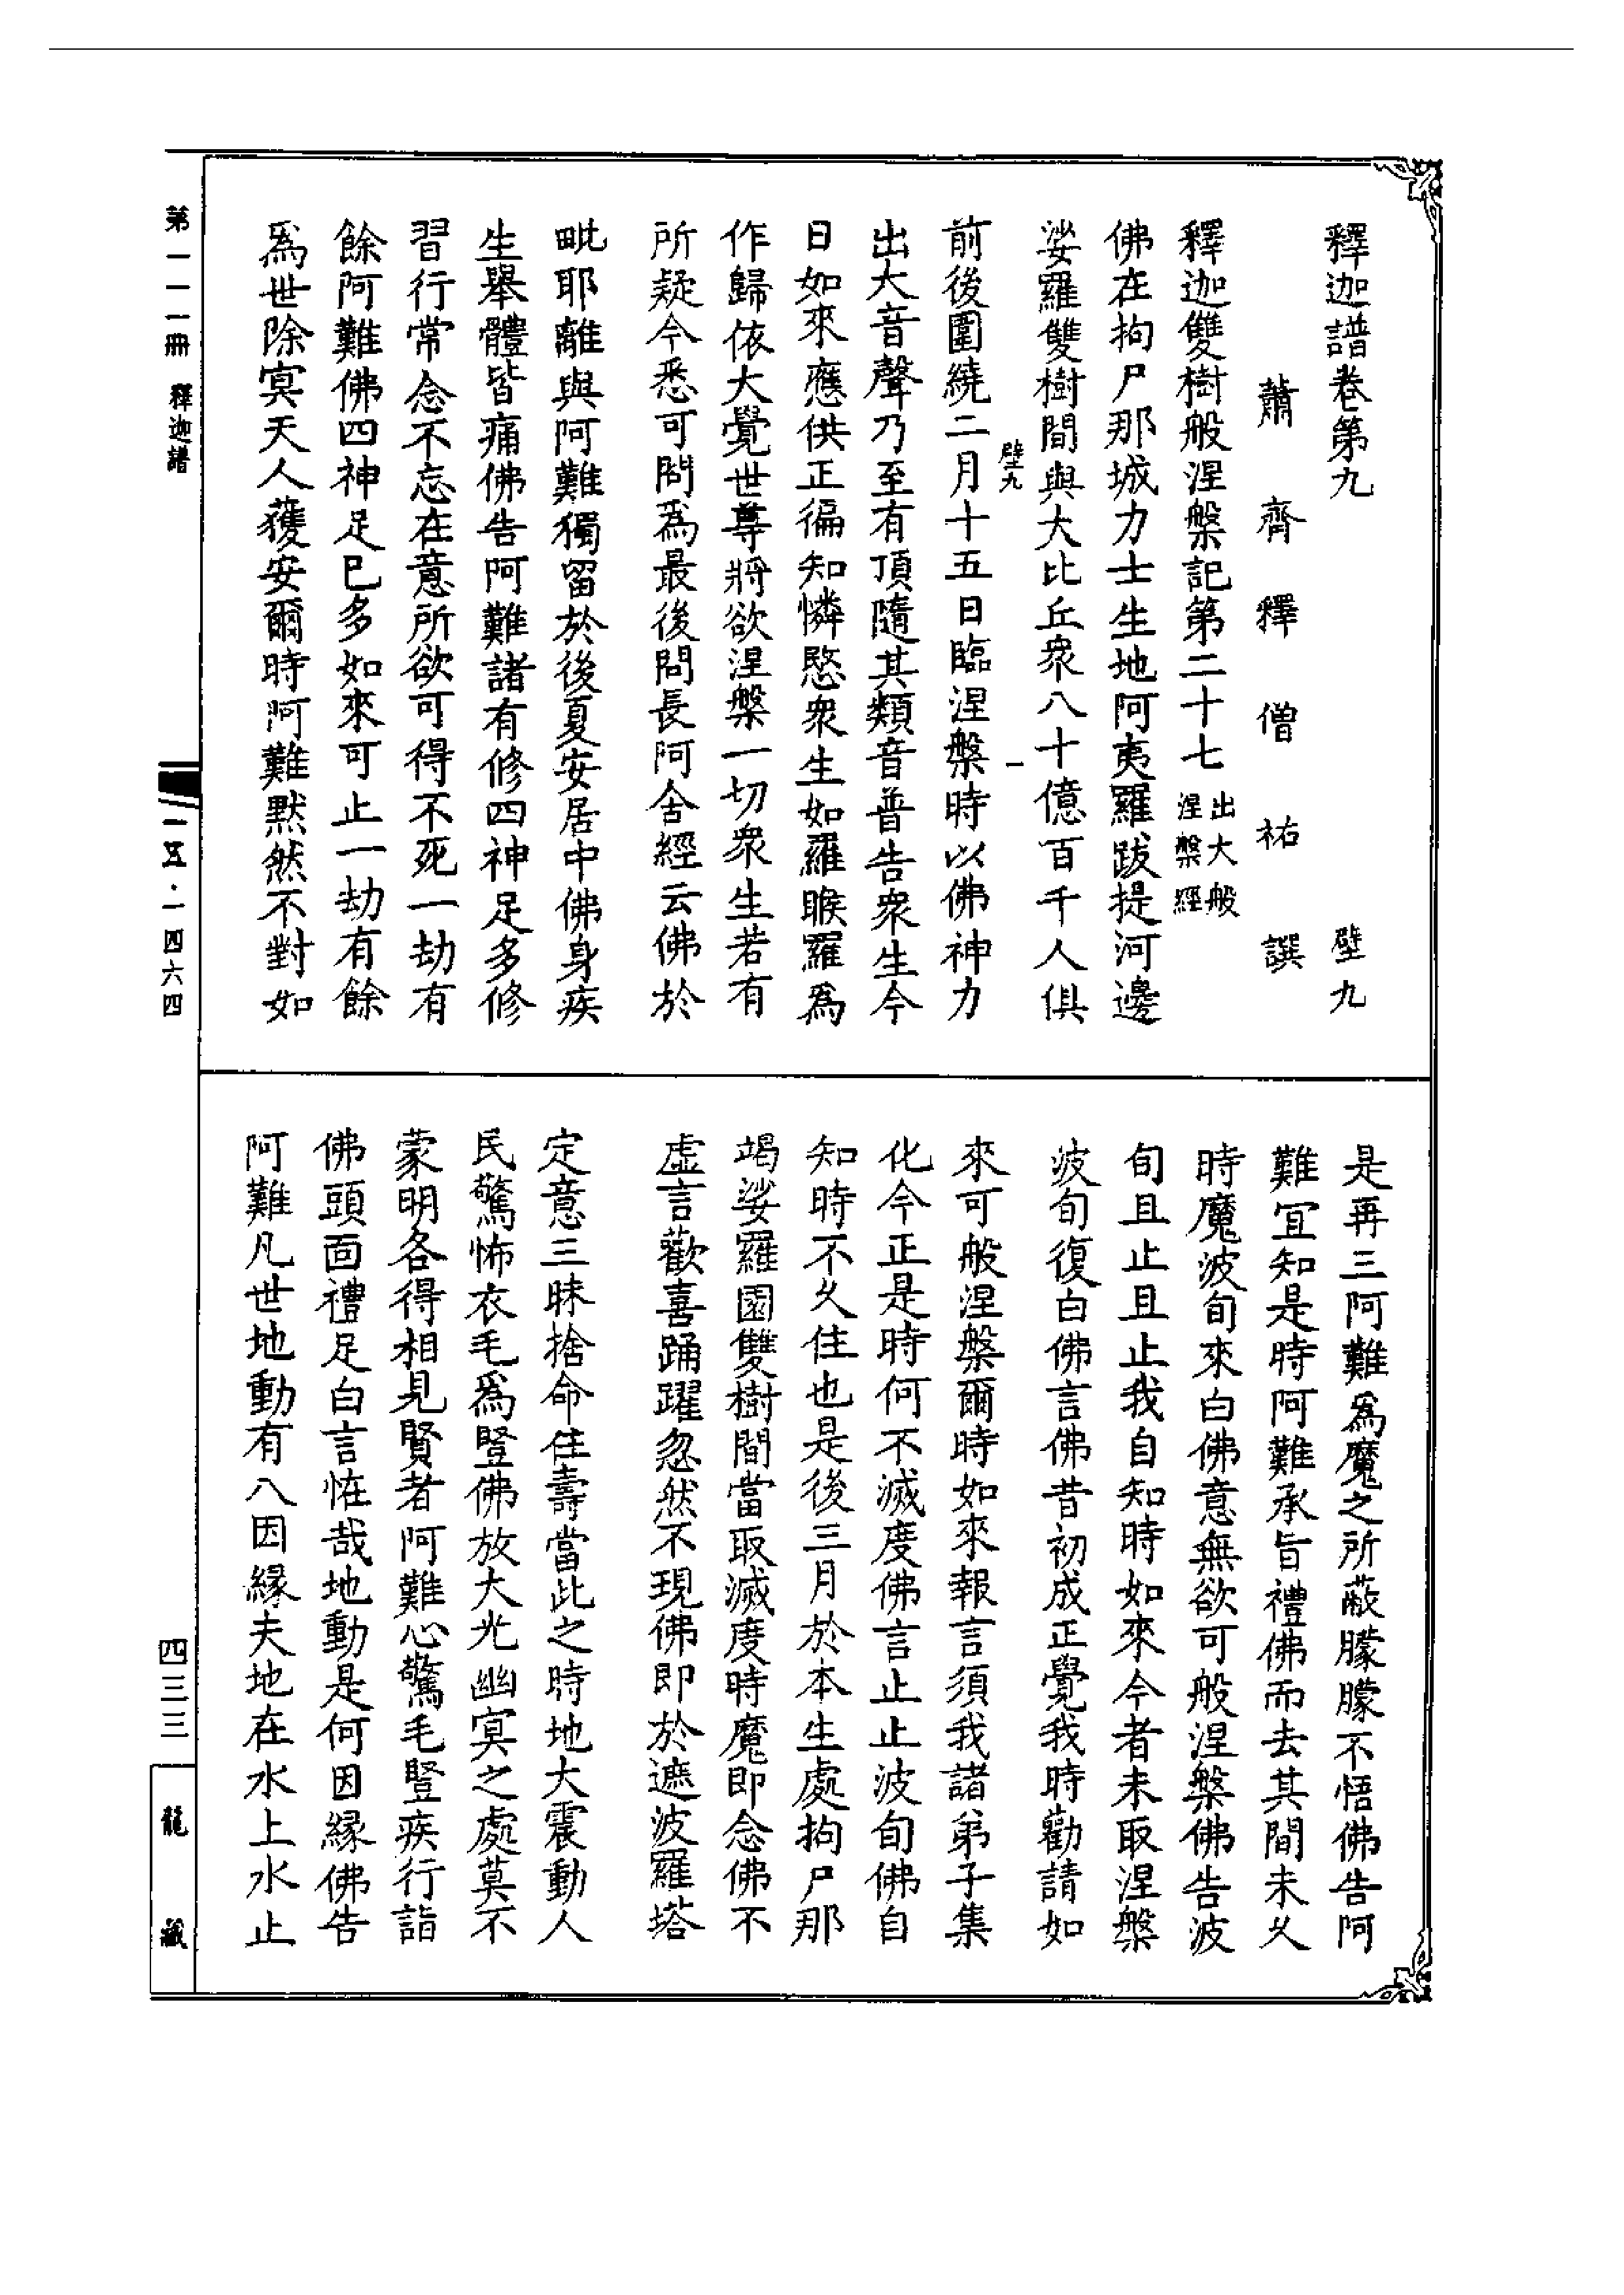 釋迦譜卷第九　壁九
蕭齊釋僧祐譔
釋迦雙樹般涅槃記第二十七　出大般涅槃經
佛在拘尸那城力士生地阿夷羅跋提河邊
娑羅雙樹間與大比丘衆八十億百千人俱
壁九　一
前後圍繞二月十五日臨涅槃時以佛神力
出大音聲乃至有頂隨其類音普告衆生今
日如來應供正徧知憐愍衆生如羅睺羅爲
作歸依大覺世尊將欲涅槃一切衆生若有
所疑今悉可問爲最後問長阿含經云佛於
毗耶離與阿難獨留於後夏安居中佛身疾
生舉體皆痛佛告阿難諸有修四神足多修
習行常念不忘在意所欲可得不死一劫有
餘阿難佛四神足已多如來可止一劫有餘
爲世除冥天人獲安爾時阿難默然不對如
是再三阿難爲魔之所蔽朦朦不悟佛告阿
難宜知是時阿難承旨禮佛而去其間未久
時魔波旬來白佛意無欲可般涅槃佛告波
旬且止且止我自知時如來今者未取涅槃
波旬復白佛言佛昔初成正覺我時勸請如
來可般涅槃爾時如來報言須我諸弟子集
化今正是時何不滅度佛言止止波旬佛自
知時不久住也是後三月於本生處拘尸那
竭娑羅園雙樹間當取滅度時魔即念佛不
虛言歡喜踊躍忽然不現佛即於遮波羅塔
定意三昧捨命住壽當此之時地大震動人
民驚怖衣毛爲豎佛放大光幽冥之處莫不
蒙明各得相見賢者阿難心驚毛豎疾行詣
佛頭面禮足白言恠哉地動是何因緣佛告
阿難凡世地動有八因緣夫地在水上水止
第一一一冊　釋迦譜
一五·一四六四
四三三
龍藏